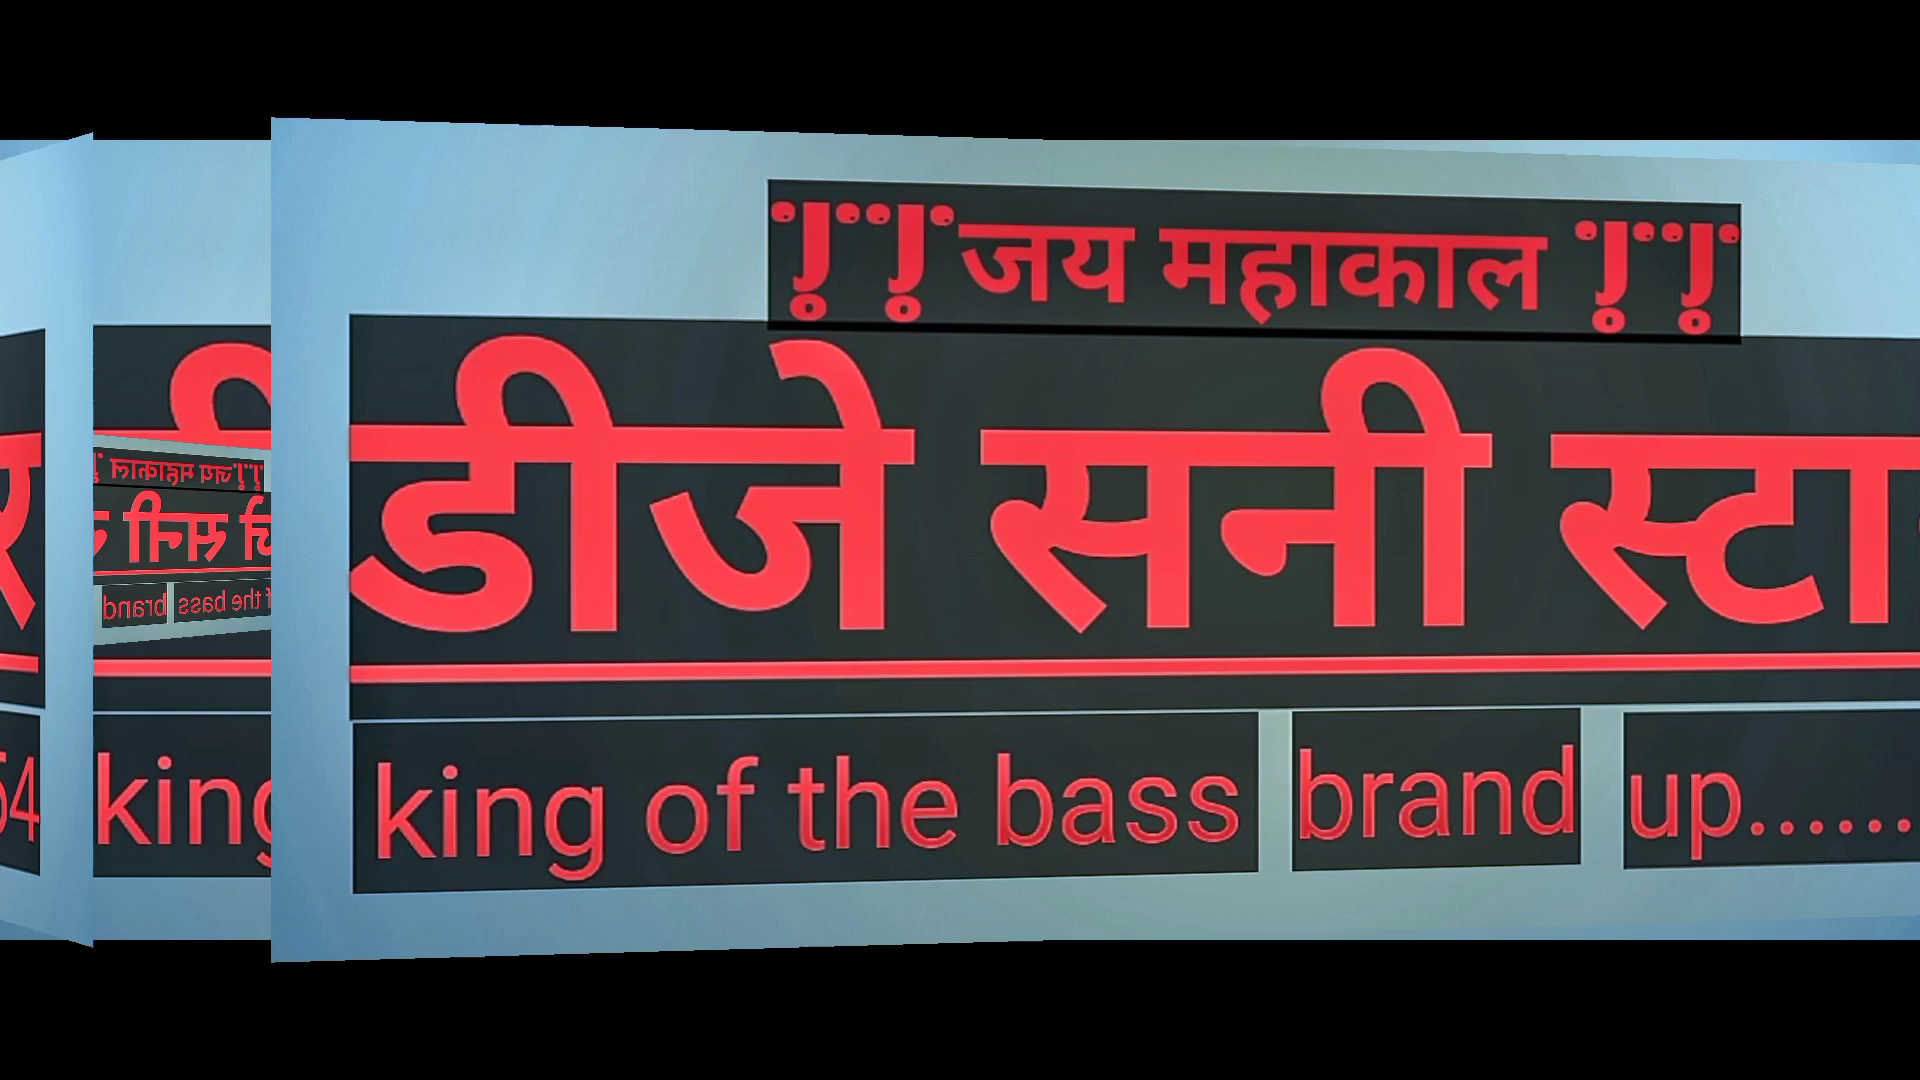 जय महाकाल
डीजे सनी स्टा
king of the bass brand up......